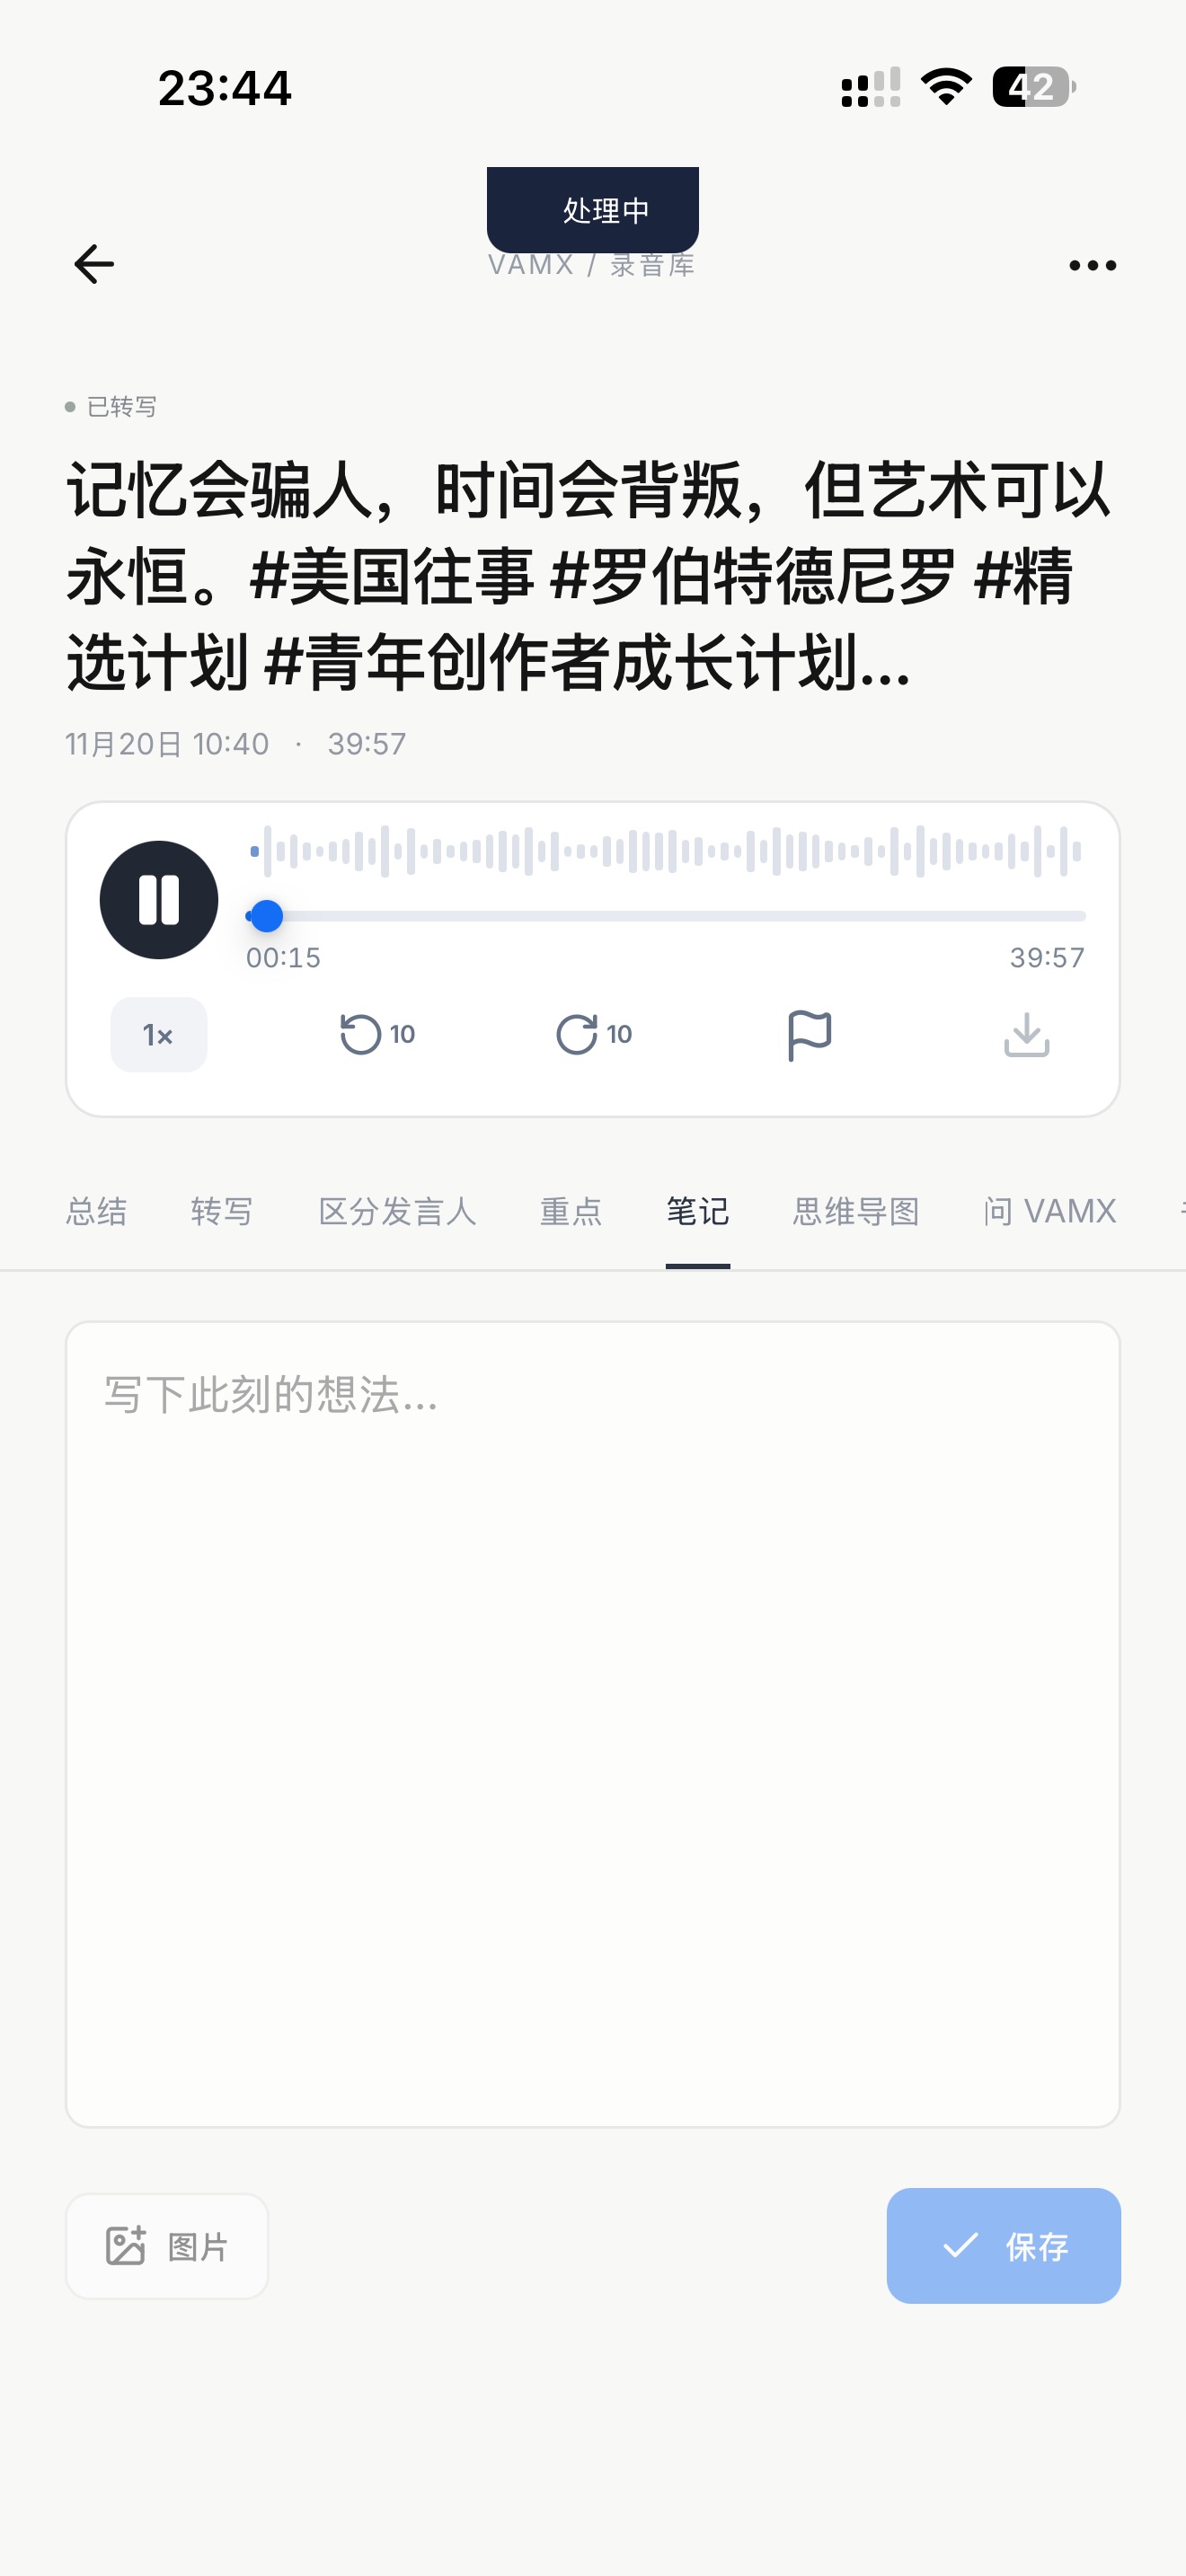 23:44
42
处理中
VAMX / 录音库
已转写
记忆会骗人，时间会背叛，但艺术可以
永恒。#美国往事 #罗伯特德尼罗 #精
选计划 #青年创作者成长计划...
11月20日 10:40 · 39:57
00:15 39:57
1× 10 10
总结 转写 区分发言人 重点 笔记 思维导图 问 VAMX
写下此刻的想法...
图片 保存